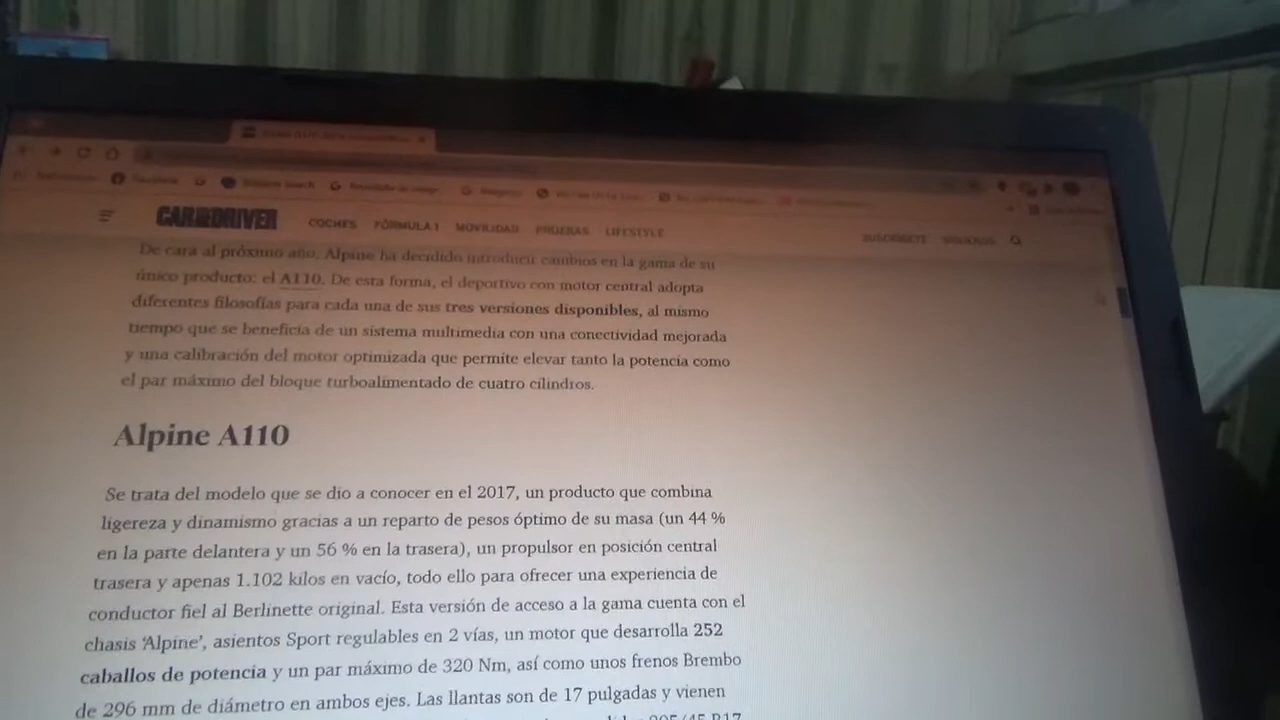 CAR AND DRIVER
COCHES FÓRMULA 1 MOVILIDAD PRUEBAS LIFESTYLE
De cara al próximo año, Alpine ha decidido introducir cambios en la gama de su
único producto: el A110. De esta forma, el deportivo con motor central adopta
diferentes filosofías para cada una de sus tres versiones disponibles, al mismo
tiempo que se beneficia de un sistema multimedia con una conectividad mejorada
y una calibración del motor optimizada que permite elevar tanto la potencia como
el par máximo del bloque turboalimentado de cuatro cilindros.
Alpine A110
Se trata del modelo que se dio a conocer en el 2017, un producto que combina
ligereza y dinamismo gracias a un reparto de pesos óptimo de su masa (un 44 %
en la parte delantera y un 56 % en la trasera), un propulsor en posición central
trasera y apenas 1.102 kilos en vacío, todo ello para ofrecer una experiencia de
conductor fiel al Berlinette original. Esta versión de acceso a la gama cuenta con el
chasis ‘Alpine’, asientos Sport regulables en 2 vías, un motor que desarrolla 252
caballos de potencia y un par máximo de 320 Nm, así como unos frenos Brembo
de 296 mm de diámetro en ambos ejes. Las llantas son de 17 pulgadas y vienen